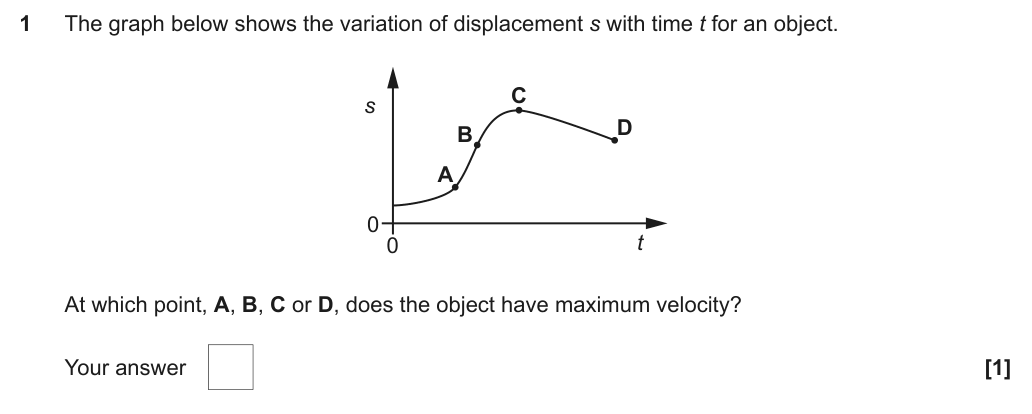 1 The graph below shows the variation of displacement s with time t for an object.
C
s
B
D
A
0
0
t
At which point, A, B, C or D, does the object have maximum velocity?
Your answer
[1]